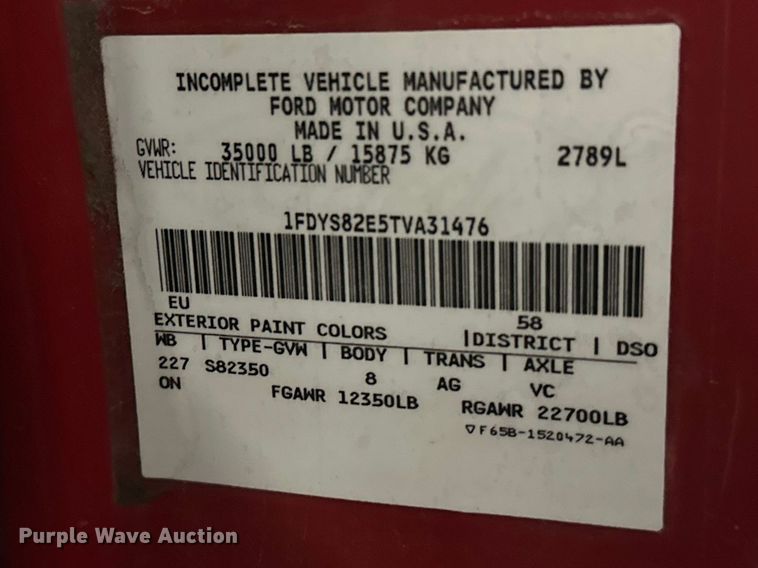 INCOMPLETE VEHICLE MANUFACTURED BY
FORD MOTOR COMPANY
MADE IN U.S.A.
GVWR: 35000 LB / 15875 KG 2789L
VEHICLE IDENTIFICATION NUMBER
1FDYS82E5TVA31476
EU 58
EXTERIOR PAINT COLORS |DISTRICT | DSO
WB | TYPE-GVW | BODY | TRANS | AXLE
227 S82350 8 AG VC
ON FGAWR 12350LB RGAWR 22700LB
▽F65B-1520472-AA
Purple Wave Auction